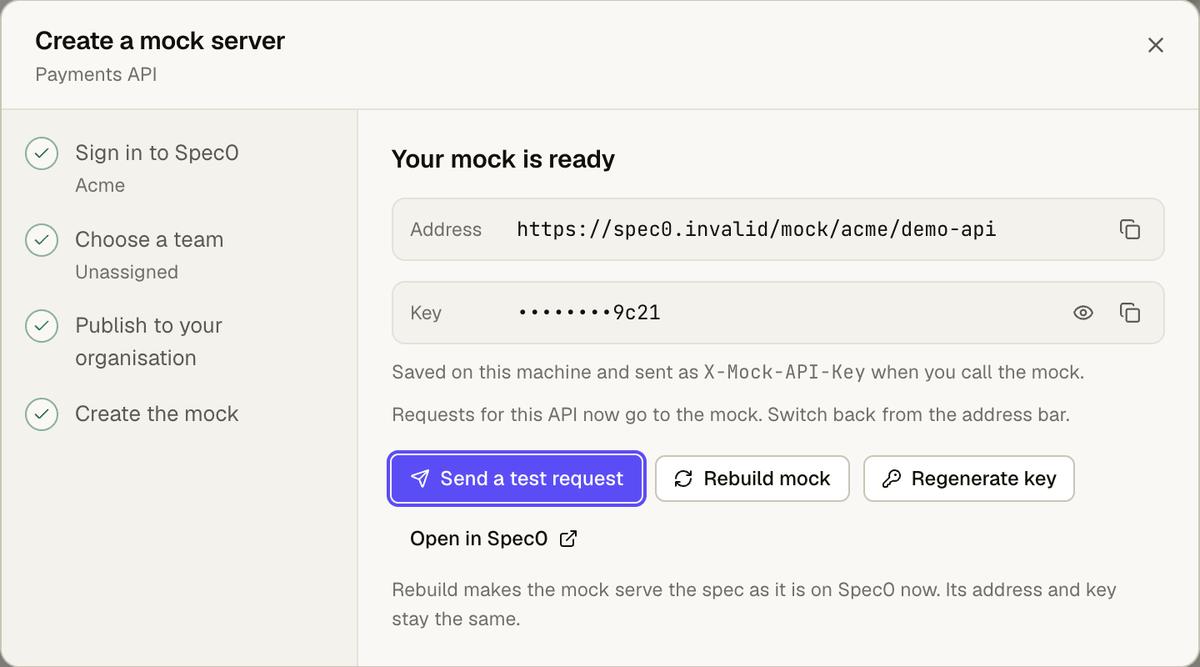 Create a mock server
Payments API
Sign in to Spec0
Acme
Choose a team
Unassigned
Publish to your
organisation
Create the mock
Your mock is ready
Address https://spec0.invalid/mock/acme/demo-api
Key ••••••••9c21
Saved on this machine and sent as X-Mock-API-Key when you call the mock.
Requests for this API now go to the mock. Switch back from the address bar.
Send a test request
Rebuild mock
Regenerate key
Open in Spec0
Rebuild makes the mock serve the spec as it is on Spec0 now. Its address and key
stay the same.